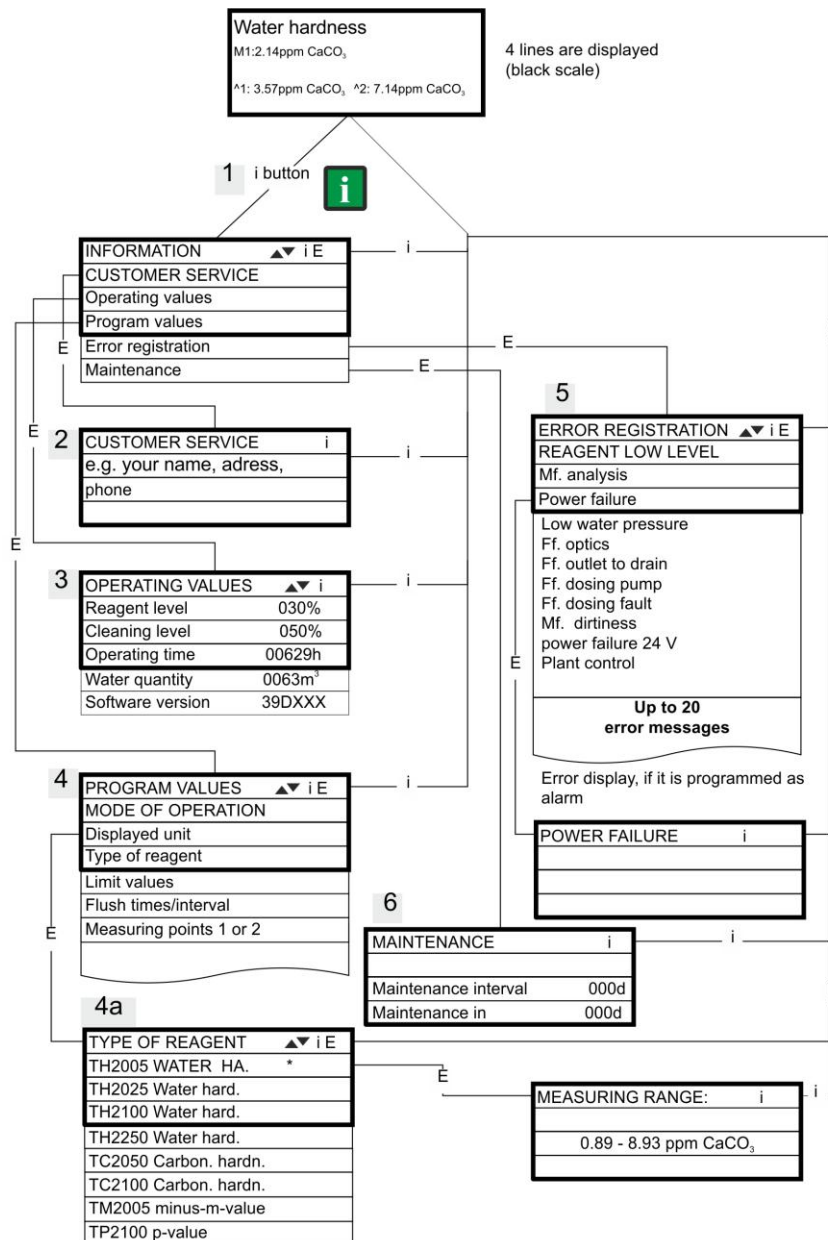 Water hardness
M1:2.14ppm CaCO₃
^1: 3.57ppm CaCO₃ ^2: 7.14ppm CaCO₃
4 lines are displayed
(black scale)
1 i button
i
INFORMATION ▲▼ i E
CUSTOMER SERVICE
Operating values
Program values
Error registration
Maintenance
i
E
E
E
E
E
2
CUSTOMER SERVICE i
e.g. your name, adress,
phone
i
3
OPERATING VALUES ▲▼ i
Reagent level 030%
Cleaning level 050%
Operating time 00629h
Water quantity 0063m³
Software version 39DXXX
i
4
PROGRAM VALUES ▲▼ i E
MODE OF OPERATION
Displayed unit
Type of reagent
Limit values
Flush times/interval
Measuring points 1 or 2
i
E
4a
TYPE OF REAGENT ▲▼ i E
TH2005 WATER HA. *
TH2025 Water hard.
TH2100 Water hard.
TH2250 Water hard.
TC2050 Carbon. hardn.
TC2100 Carbon. hardn.
TM2005 minus-m-value
TP2100 p-value
E
5
ERROR REGISTRATION ▲▼ i E
REAGENT LOW LEVEL
Mf. analysis
Power failure
Low water pressure
Ff. optics
Ff. outlet to drain
Ff. dosing pump
Ff. dosing fault
Mf. dirtiness
power failure 24 V
Plant control
Up to 20
error messages
E
Error display, if it is programmed as
alarm
POWER FAILURE i
6
MAINTENANCE i
Maintenance interval 000d
Maintenance in 000d
i
MEASURING RANGE: i
0.89 - 8.93 ppm CaCO₃
i